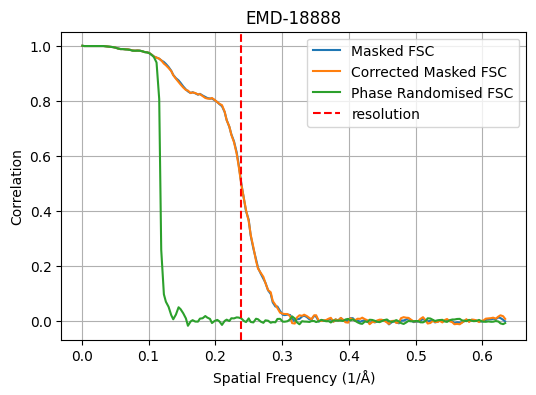 EMD-18888
Masked FSC
Corrected Masked FSC
Phase Randomised FSC
resolution
Correlation
1.0
0.8
0.6
0.4
0.2
0.0
0.0 0.1 0.2 0.3 0.4 0.5 0.6
Spatial Frequency (1/Å)